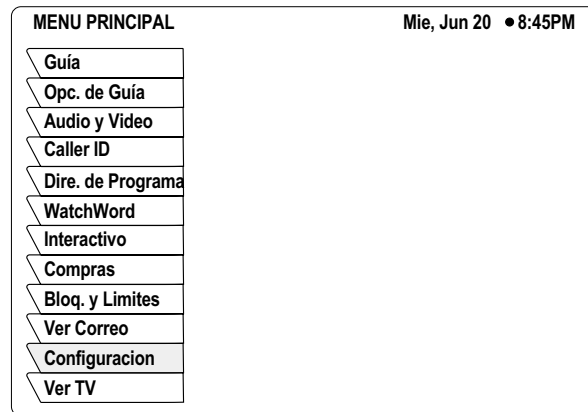 MENU PRINCIPAL Mie, Jun 20 ●8:45PM
Guía
Opc. de Guía
Audio y Video
Caller ID
Dire. de Programa
WatchWord
Interactivo
Compras
Bloq. y Limites
Ver Correo
Configuracion
Ver TV